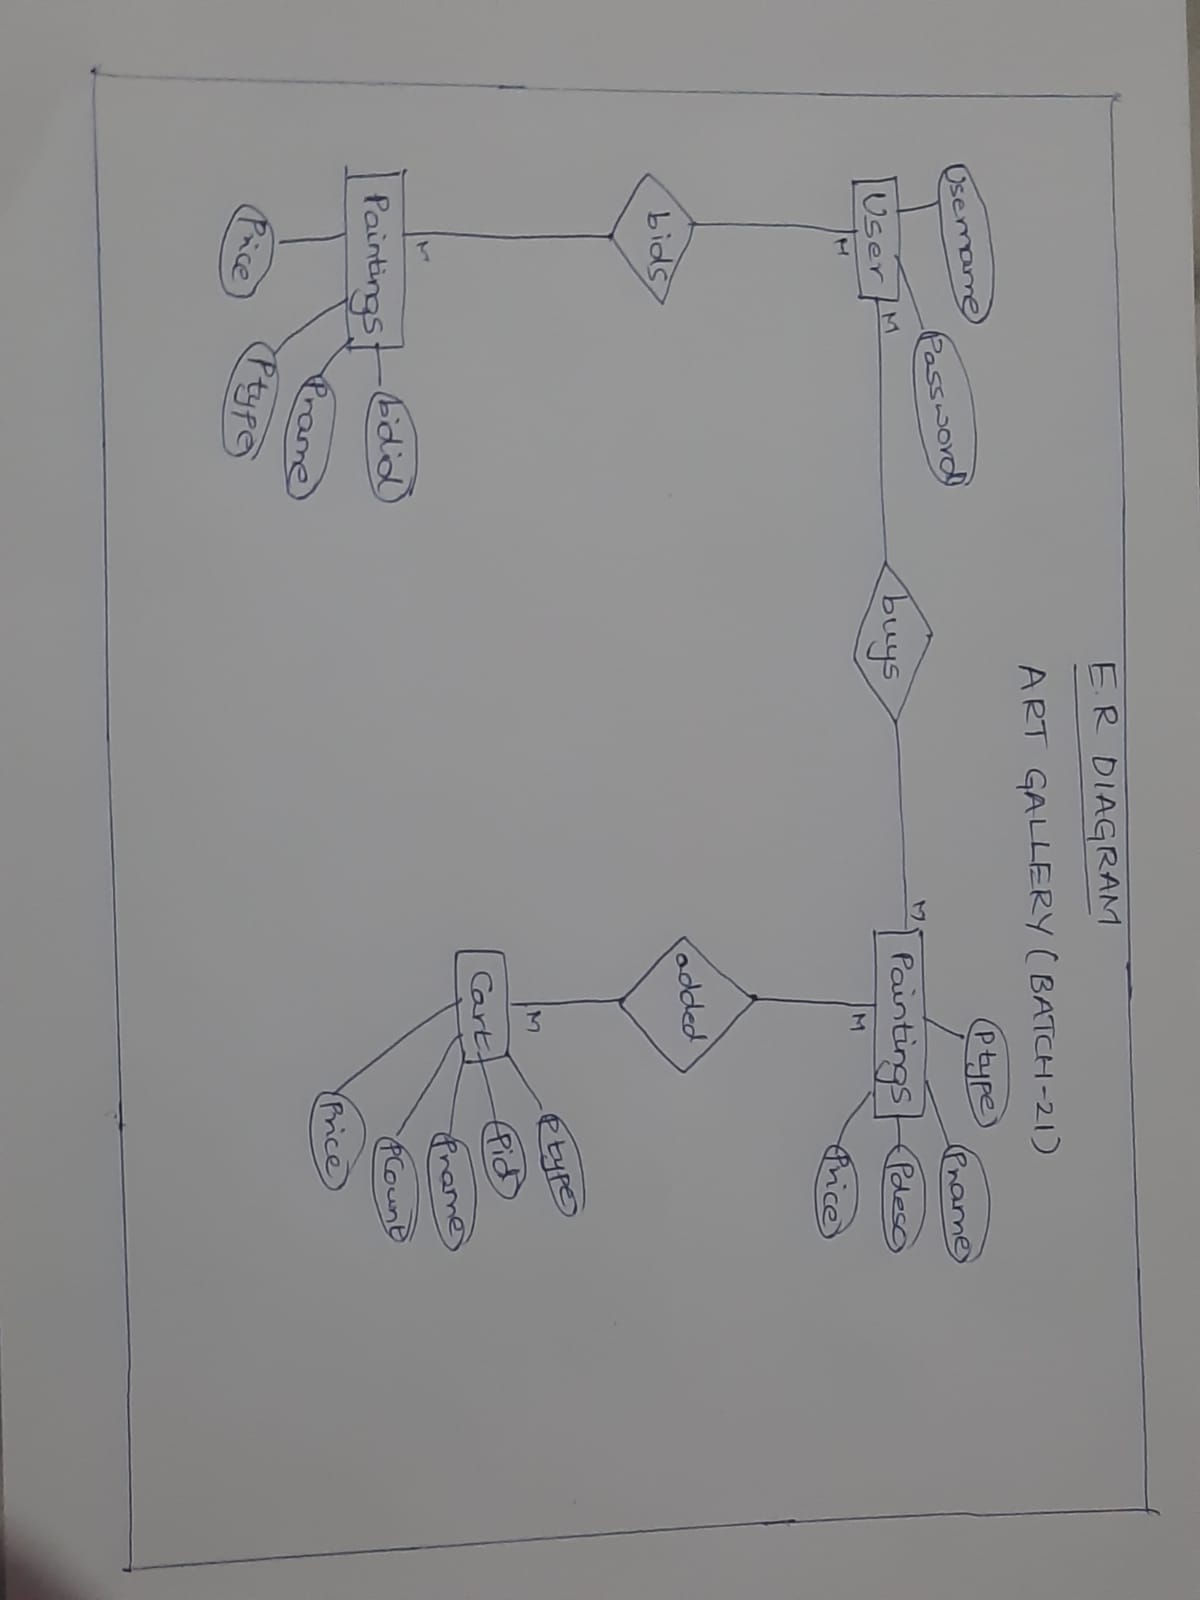 E.R DIAGRAM
ART GALLERY (BATCH-21)
Username
Password
User
M
M
buys
M
Paintings
Ptype
Pname
Pdesc
Price
M
bids
added
M
Paintings
bidid
Pname
Ptype
Price
M
Cart
Ptype
Pid
Pname
PCount
Price